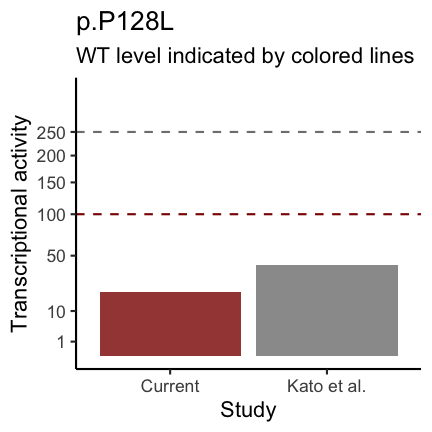 p.P128L
WT level indicated by colored lines
Transcriptional activity
250
200
150
100
50
10
1
Current
Kato et al.
Study